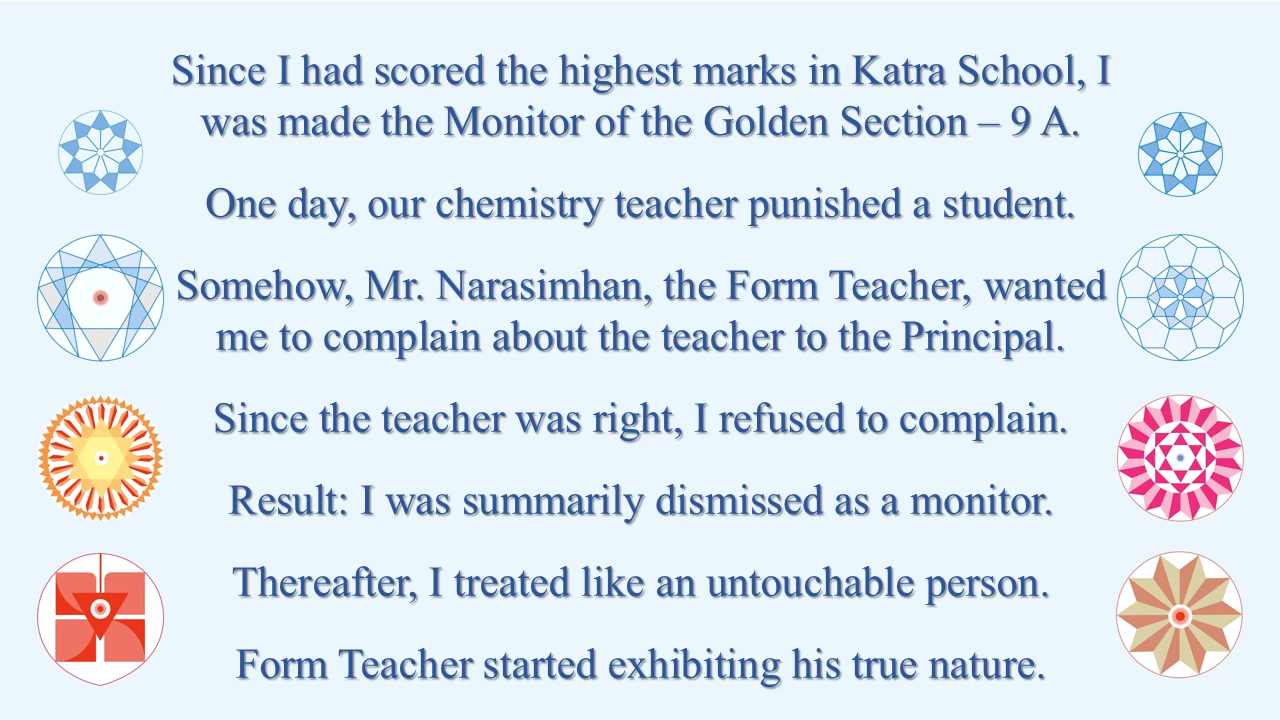 Since I had scored the highest marks in Katra School, I
was made the Monitor of the Golden Section – 9 A.
One day, our chemistry teacher punished a student.
Somehow, Mr. Narasimhan, the Form Teacher, wanted
me to complain about the teacher to the Principal.
Since the teacher was right, I refused to complain.
Result: I was summarily dismissed as a monitor.
Thereafter, I treated like an untouchable person.
Form Teacher started exhibiting his true nature.